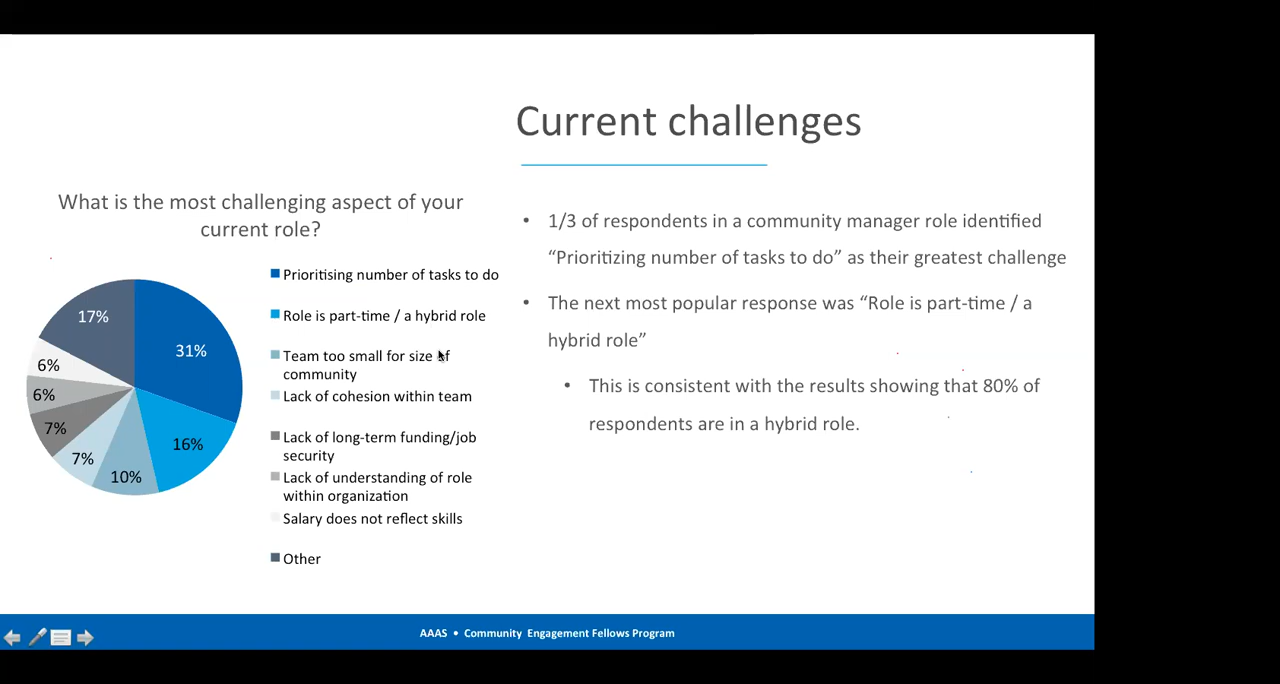 Current challenges
What is the most challenging aspect of your
current role?
31%
16%
10%
7%
7%
6%
6%
17%
Prioritising number of tasks to do
Role is part-time / a hybrid role
Team too small for size of
community
Lack of cohesion within team
Lack of long-term funding/job
security
Lack of understanding of role
within organization
Salary does not reflect skills
Other
• 1/3 of respondents in a community manager role identified
“Prioritizing number of tasks to do” as their greatest challenge
• The next most popular response was “Role is part-time / a
hybrid role”
• This is consistent with the results showing that 80% of
respondents are in a hybrid role.
AAAS • Community Engagement Fellows Program